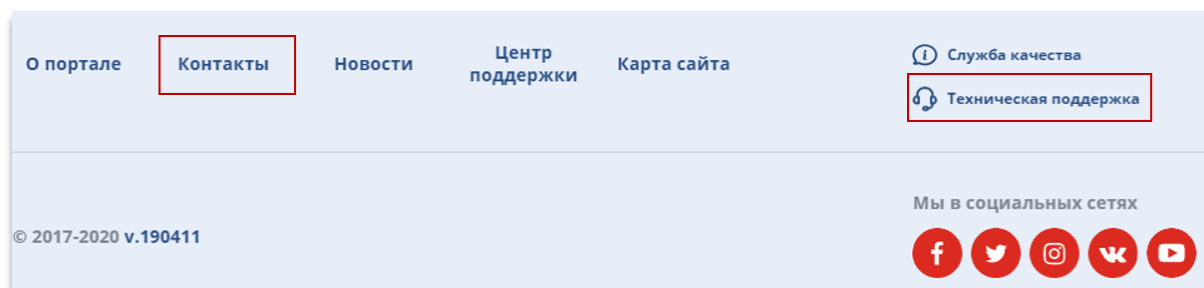 О портале
Контакты
Новости
Центр
поддержки
Карта сайта
Служба качества
Техническая поддержка
Мы в социальных сетях
© 2017-2020 v.190411